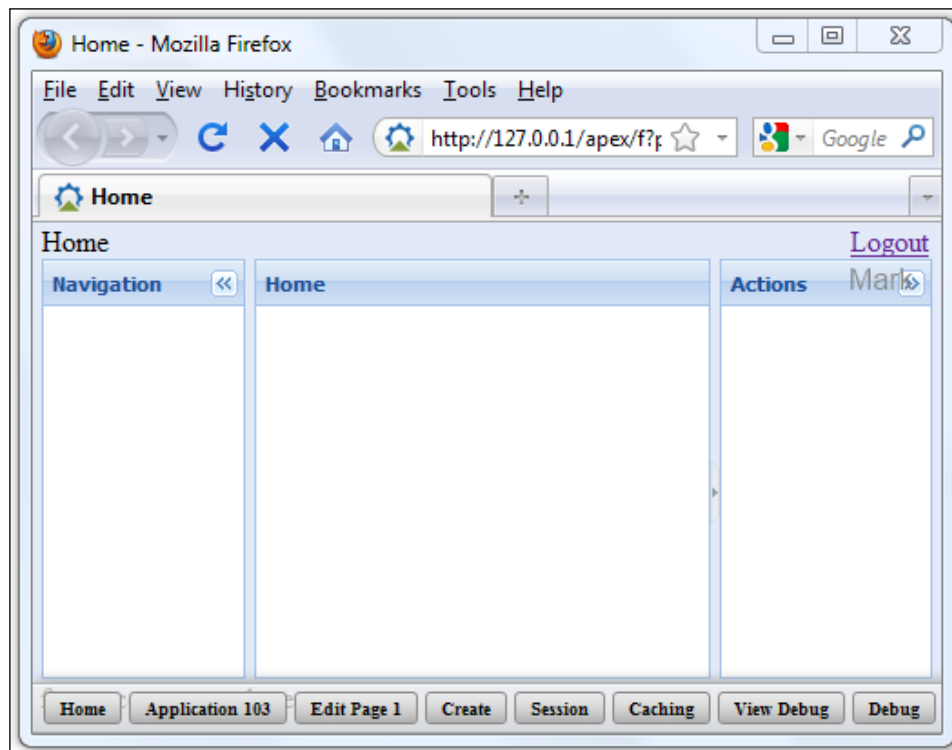 Home - Mozilla Firefox
File Edit View History Bookmarks Tools Help
http://127.0.0.1/apex/f?p Google
Home
Home Logout
Navigation Home Actions Mark
Home Application 103 Edit Page 1 Create Session Caching View Debug Debug